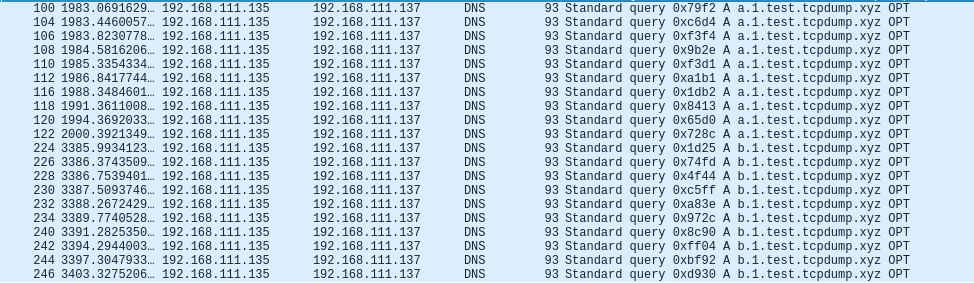 100 1983.0691629… 192.168.111.135 192.168.111.137 DNS 93 Standard query 0x79f2 A a.1.test.tcpdump.xyz OPT
104 1983.4460057… 192.168.111.135 192.168.111.137 DNS 93 Standard query 0xc6d4 A a.1.test.tcpdump.xyz OPT
106 1983.8230778… 192.168.111.135 192.168.111.137 DNS 93 Standard query 0xf3f4 A a.1.test.tcpdump.xyz OPT
108 1984.5816206… 192.168.111.135 192.168.111.137 DNS 93 Standard query 0x9b2e A a.1.test.tcpdump.xyz OPT
110 1985.3354334… 192.168.111.135 192.168.111.137 DNS 93 Standard query 0xf3d1 A a.1.test.tcpdump.xyz OPT
112 1986.8417744… 192.168.111.135 192.168.111.137 DNS 93 Standard query 0xa1b1 A a.1.test.tcpdump.xyz OPT
116 1988.3484601… 192.168.111.135 192.168.111.137 DNS 93 Standard query 0x1db2 A a.1.test.tcpdump.xyz OPT
118 1991.3611008… 192.168.111.135 192.168.111.137 DNS 93 Standard query 0x8413 A a.1.test.tcpdump.xyz OPT
120 1994.3692033… 192.168.111.135 192.168.111.137 DNS 93 Standard query 0x65d0 A a.1.test.tcpdump.xyz OPT
122 2000.3921349… 192.168.111.135 192.168.111.137 DNS 93 Standard query 0x728c A a.1.test.tcpdump.xyz OPT
224 3385.9934123… 192.168.111.135 192.168.111.137 DNS 93 Standard query 0x1d25 A b.1.test.tcpdump.xyz OPT
226 3386.3743509… 192.168.111.135 192.168.111.137 DNS 93 Standard query 0x74fd A b.1.test.tcpdump.xyz OPT
228 3386.7539401… 192.168.111.135 192.168.111.137 DNS 93 Standard query 0x4f44 A b.1.test.tcpdump.xyz OPT
230 3387.5093746… 192.168.111.135 192.168.111.137 DNS 93 Standard query 0xc5ff A b.1.test.tcpdump.xyz OPT
232 3388.2672429… 192.168.111.135 192.168.111.137 DNS 93 Standard query 0xa83e A b.1.test.tcpdump.xyz OPT
234 3389.7740528… 192.168.111.135 192.168.111.137 DNS 93 Standard query 0x972c A b.1.test.tcpdump.xyz OPT
240 3391.2825350… 192.168.111.135 192.168.111.137 DNS 93 Standard query 0x8c90 A b.1.test.tcpdump.xyz OPT
242 3394.2944003… 192.168.111.135 192.168.111.137 DNS 93 Standard query 0xff04 A b.1.test.tcpdump.xyz OPT
244 3397.3047933… 192.168.111.135 192.168.111.137 DNS 93 Standard query 0xbf92 A b.1.test.tcpdump.xyz OPT
246 3403.3275206… 192.168.111.135 192.168.111.137 DNS 93 Standard query 0xd930 A b.1.test.tcpdump.xyz OPT